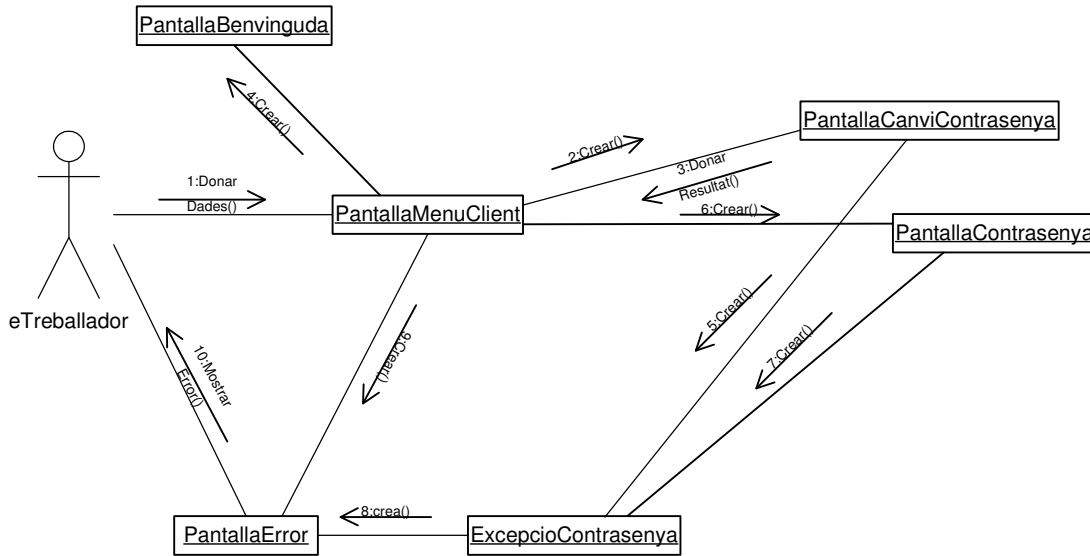 PantallaBenvinguda
4:Crear()
PantallaCanviContrasenya
2:Crear()
3:Donar
Resultat()
1:Donar
Dades()
PantallaMenuClient
6:Crear()
PantallaContrasenya
eTreballador
5:Crear()
7:Crear()
9:Crear()
10:Mostrar
Error()
8:crea()
PantallaError
ExcepcioContrasenya